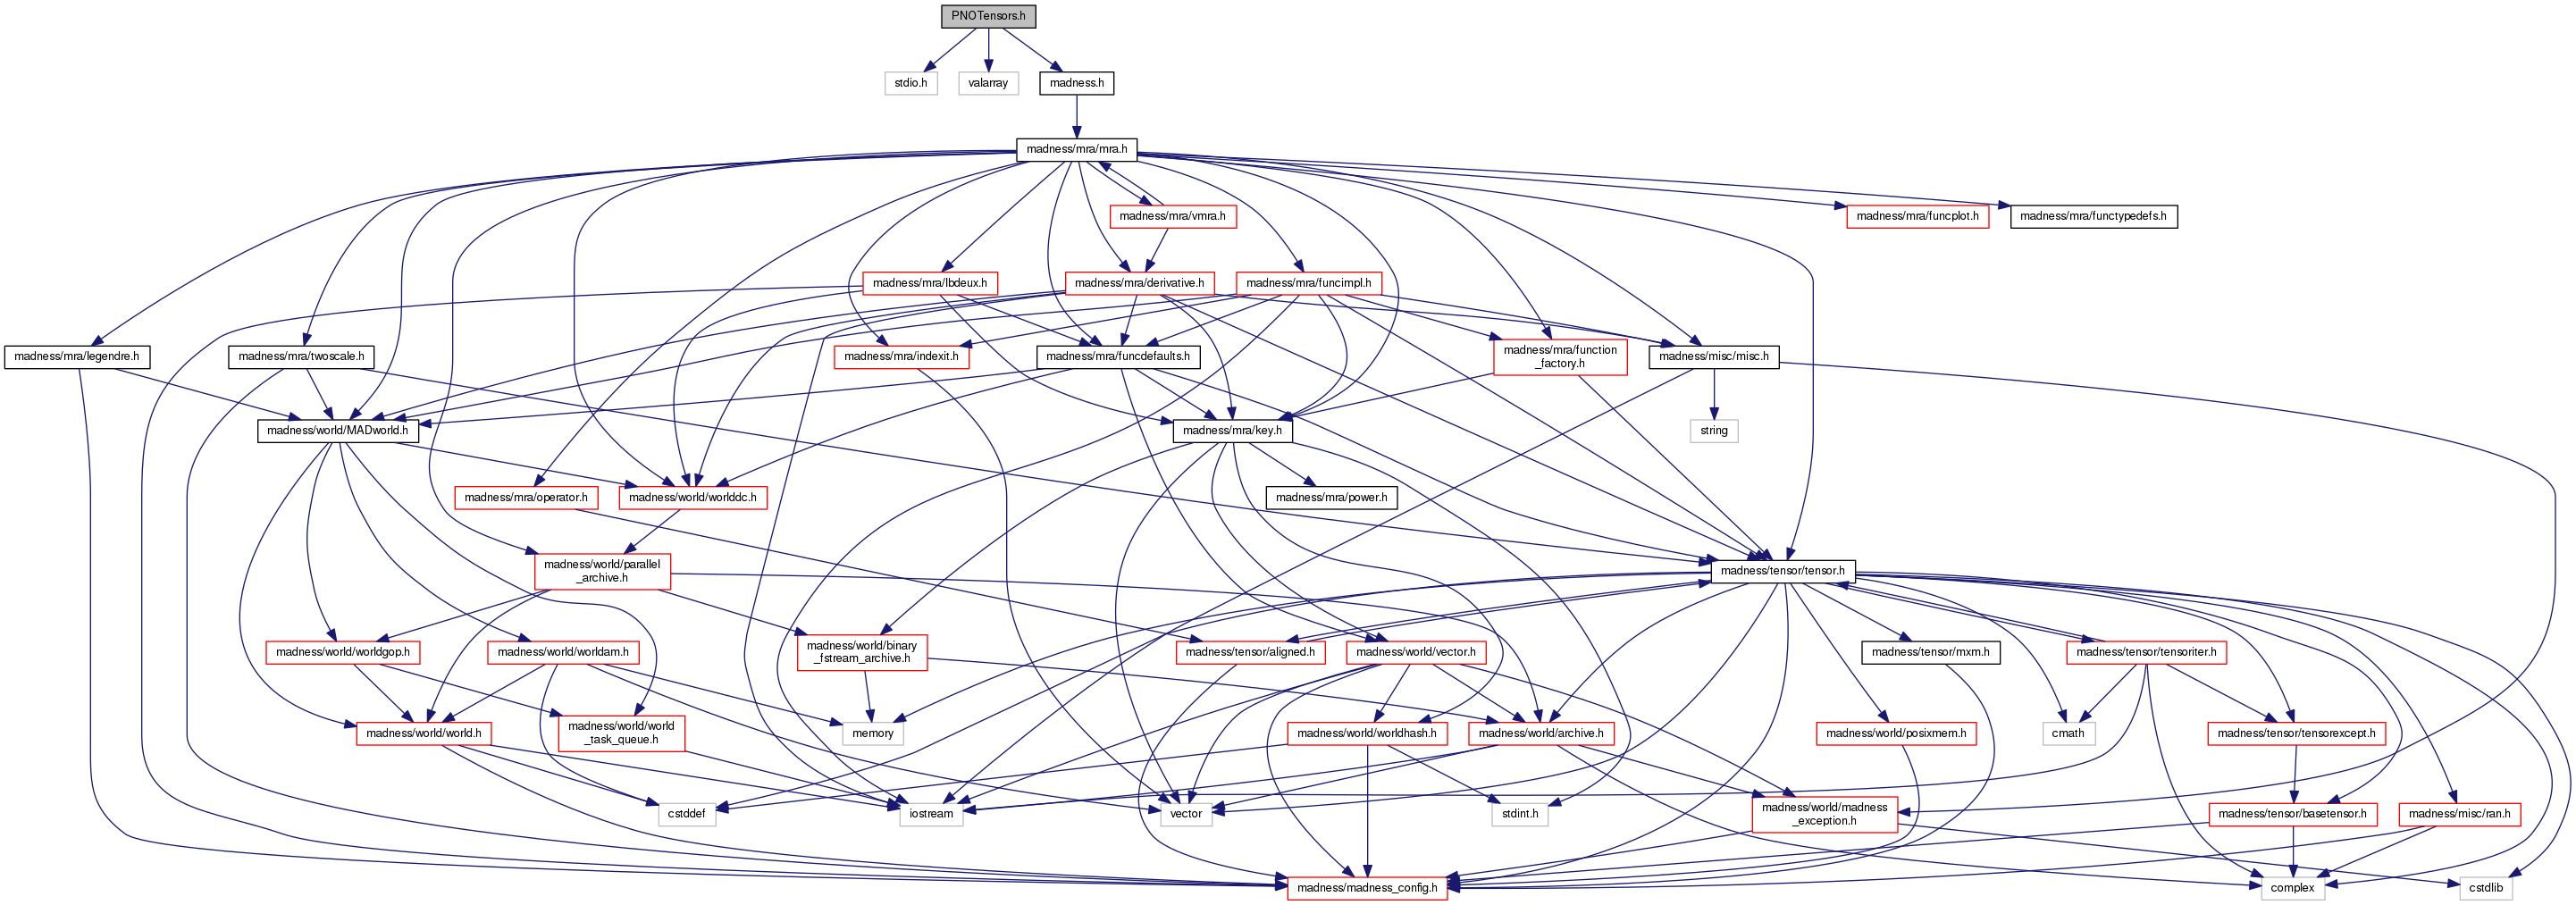 PNOTensors.h
stdio.h
valarray
madness.h
madness/mra/mra.h
madness/mra/vmra.h
madness/mra/funcplot.h
madness/mra/functypedefs.h
madness/mra/lbdeux.h
madness/mra/derivative.h
madness/mra/funcimpl.h
madness/mra/legendre.h
madness/mra/twoscale.h
madness/mra/indexit.h
madness/mra/funcdefaults.h
madness/mra/function
_factory.h
madness/misc/misc.h
madness/world/MADworld.h
madness/mra/key.h
string
madness/mra/operator.h
madness/world/worlddc.h
madness/mra/power.h
madness/world/parallel
_archive.h
madness/tensor/tensor.h
madness/world/worldgop.h
madness/world/worldam.h
madness/world/binary
_fstream_archive.h
madness/tensor/aligned.h
madness/world/vector.h
madness/tensor/mxm.h
madness/tensor/tensoriter.h
madness/world/world.h
madness/world/world
_task_queue.h
memory
madness/world/worldhash.h
madness/world/archive.h
madness/world/posixmem.h
cmath
madness/tensor/tensorexcept.h
cstddef
iostream
vector
stdint.h
madness/world/madness
_exception.h
madness/tensor/basetensor.h
madness/misc/ran.h
madness/madness_config.h
complex
cstdlib